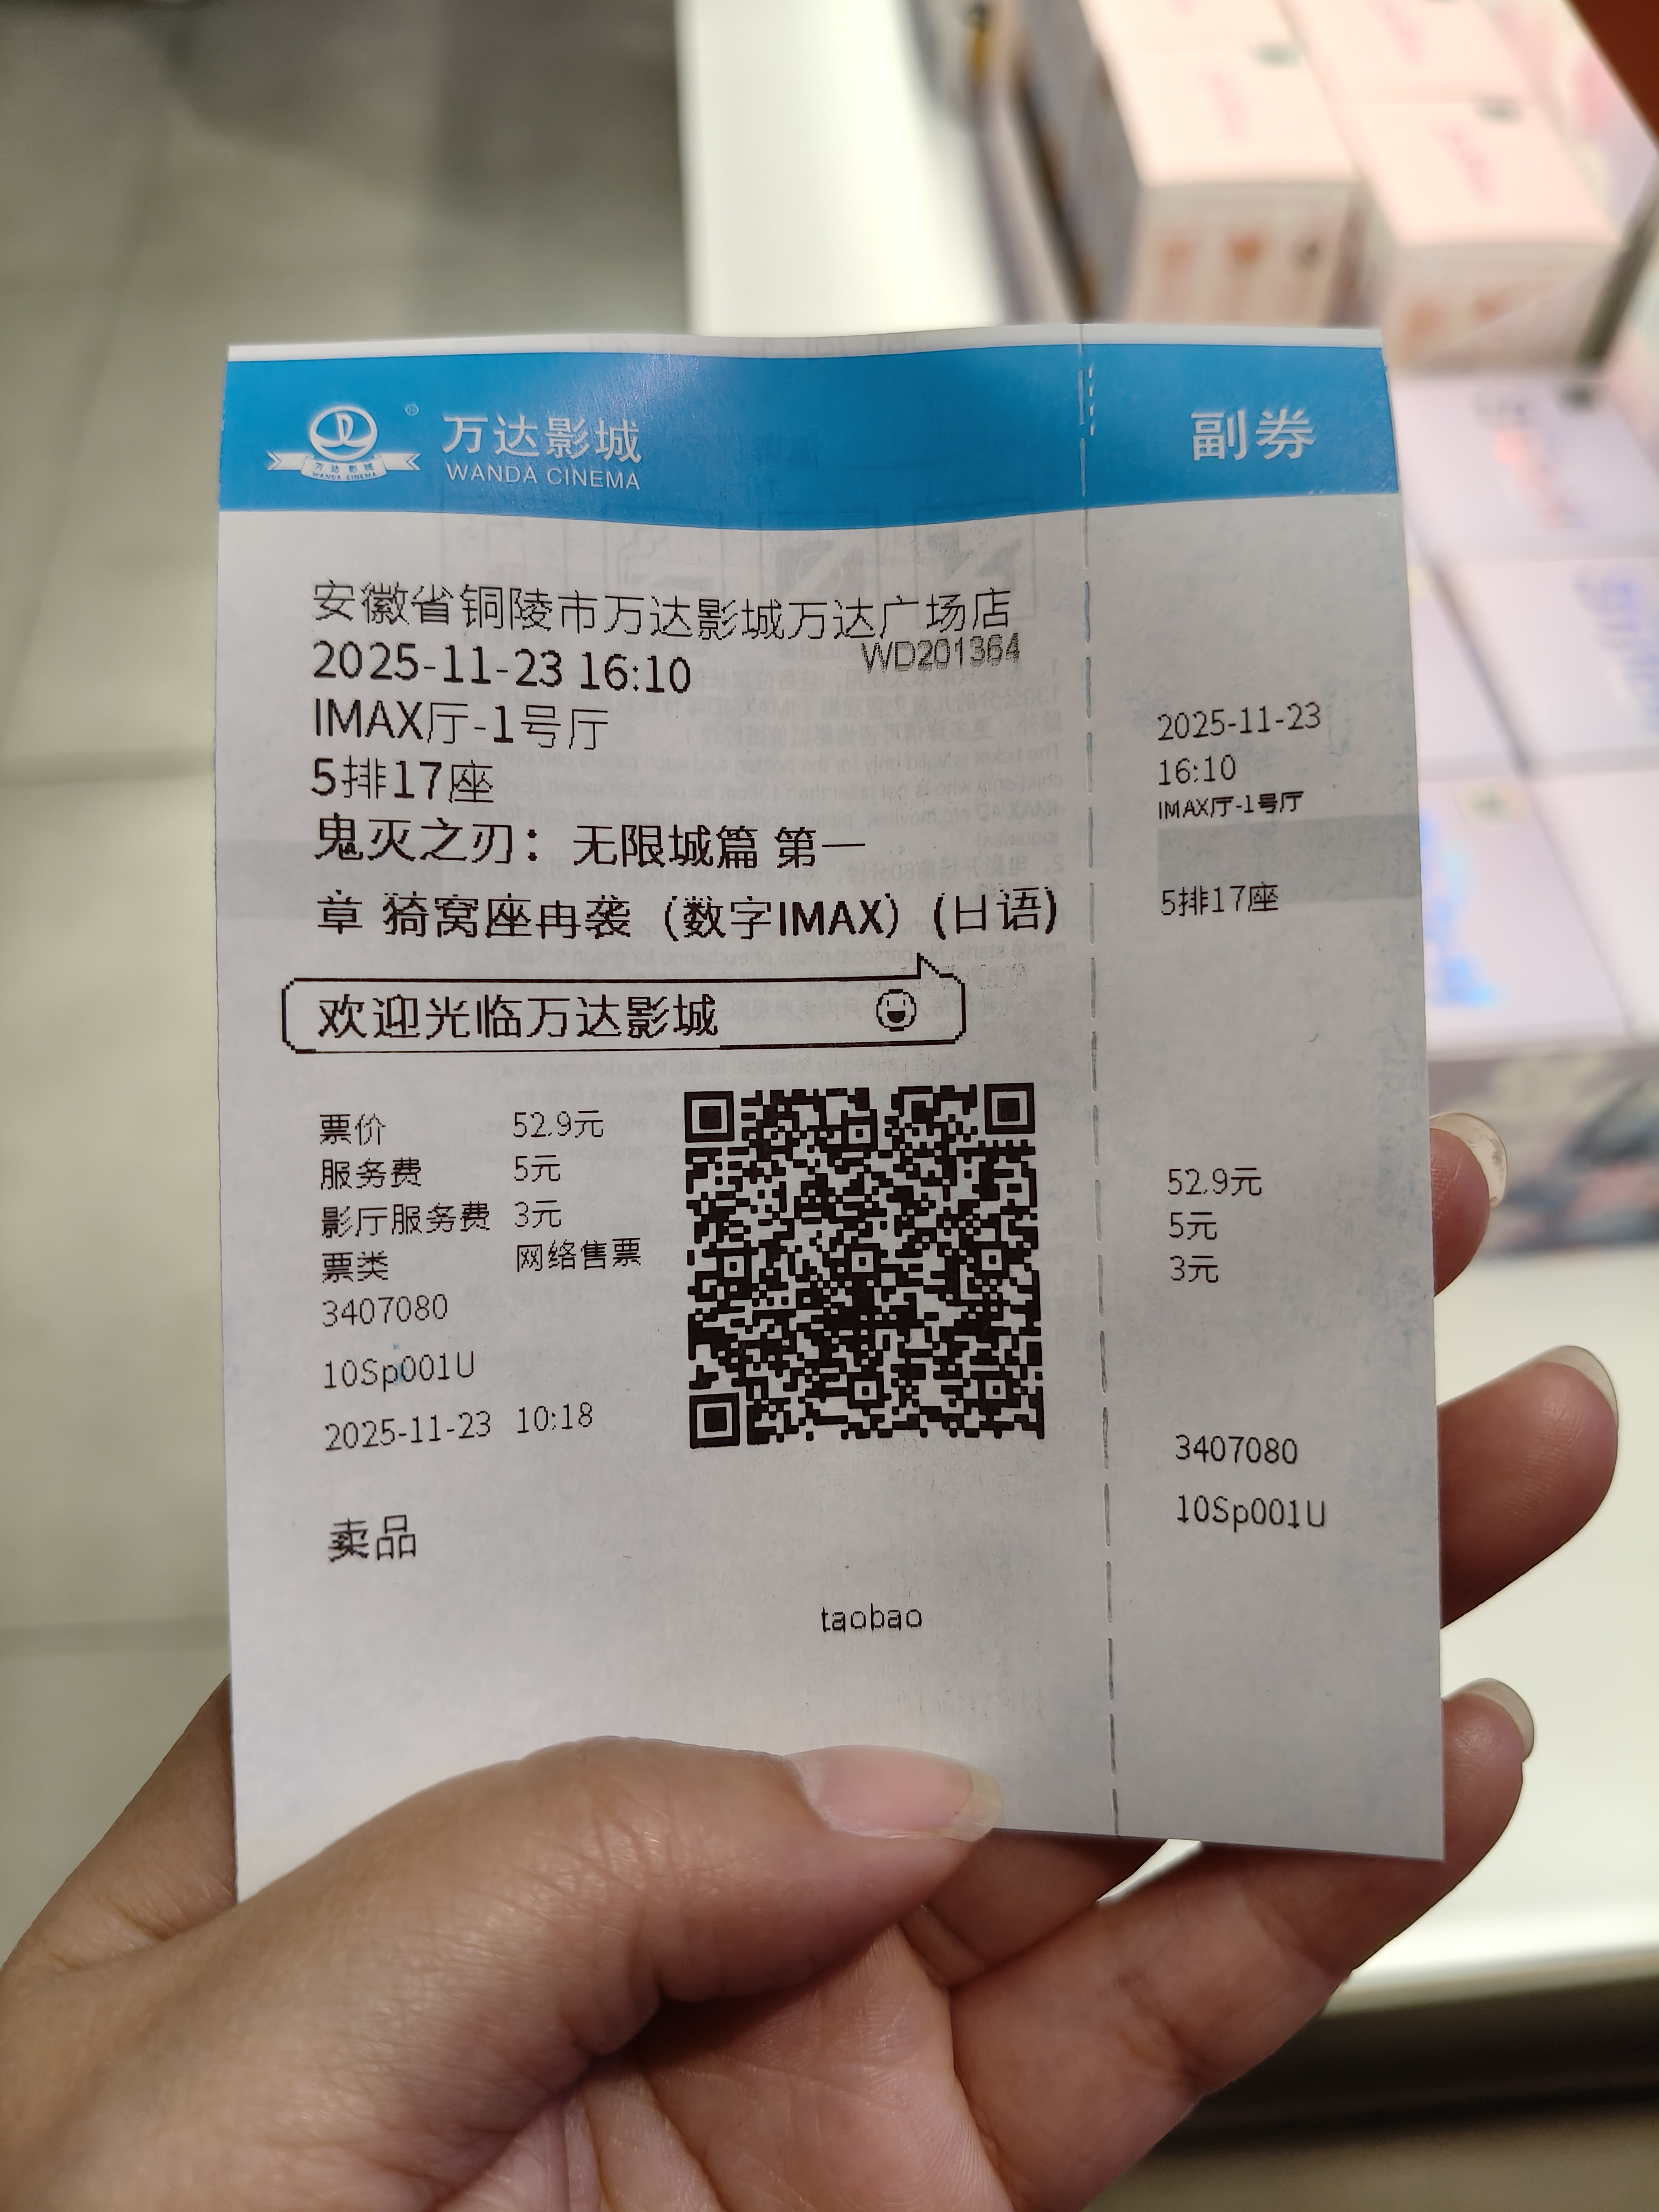 万达影城
WANDA CINEMA
®
万达影城
WANDA CINEMA
副券
安徽省铜陵市万达影城万达广场店
2025-11-23 16:10
WD201364
IMAX厅-1号厅
5排17座
鬼灭之刃：无限城篇 第一
章 猗窝座再袭（数字IMAX）(日语)
欢迎光临万达影城
票价 52.9元
服务费 5元
影厅服务费 3元
票类 网络售票
3407080
10Sp001U
2025-11-23 10:18
卖品
taobao
2025-11-23
16:10
IMAX厅-1号厅
5排17座
52.9元
5元
3元
3407080
10Sp001U